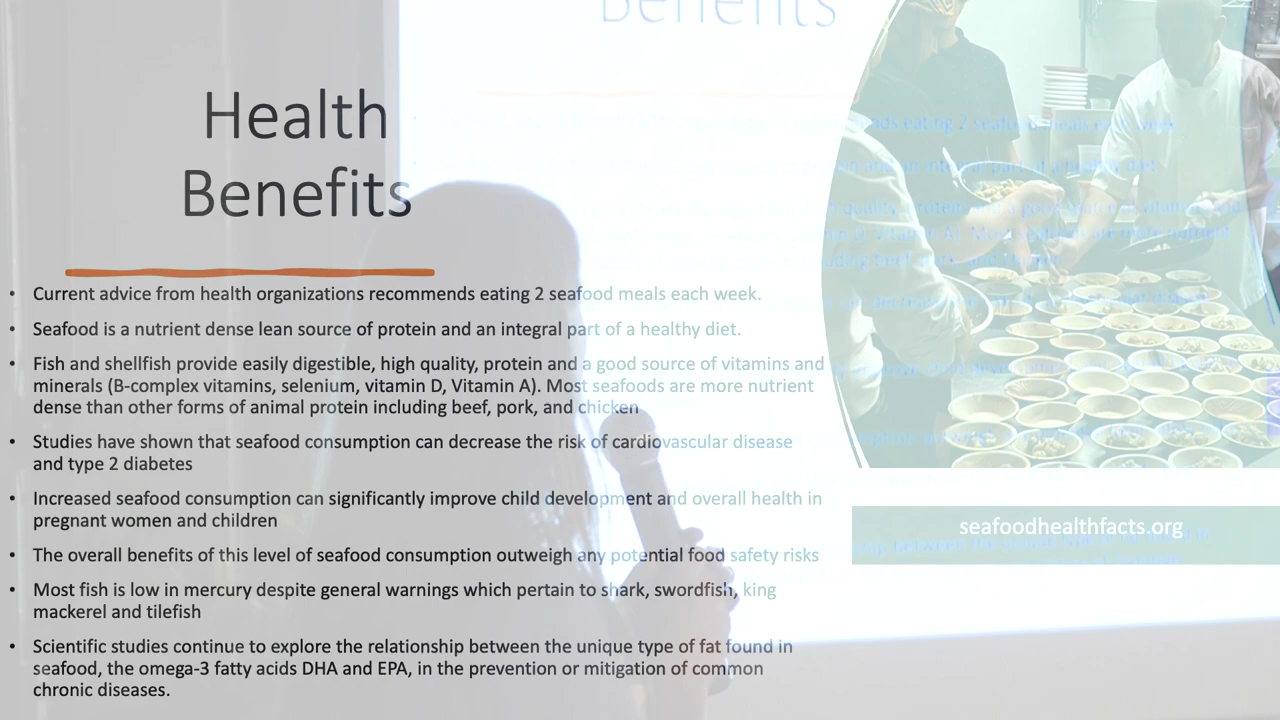 Benefits
Health
Benefits
• Current advice from health organizations recommends eating 2 seafood meals each week.
• Seafood is a nutrient dense lean source of protein and an integral part of a healthy diet.
• Fish and shellfish provide easily digestible, high quality, protein and a good source of vitamins and
minerals (B-complex vitamins, selenium, vitamin D, Vitamin A). Most seafoods are more nutrient
dense than other forms of animal protein including beef, pork, and chicken
• Studies have shown that seafood consumption can decrease the risk of cardiovascular disease
and type 2 diabetes
• Increased seafood consumption can significantly improve child development and overall health in
pregnant women and children
• The overall benefits of this level of seafood consumption outweigh any potential food safety risks
• Most fish is low in mercury despite general warnings which pertain to shark, swordfish, king
mackerel and tilefish
• Scientific studies continue to explore the relationship between the unique type of fat found in
seafood, the omega-3 fatty acids DHA and EPA, in the prevention or mitigation of common
chronic diseases.
seafoodhealthfacts.org